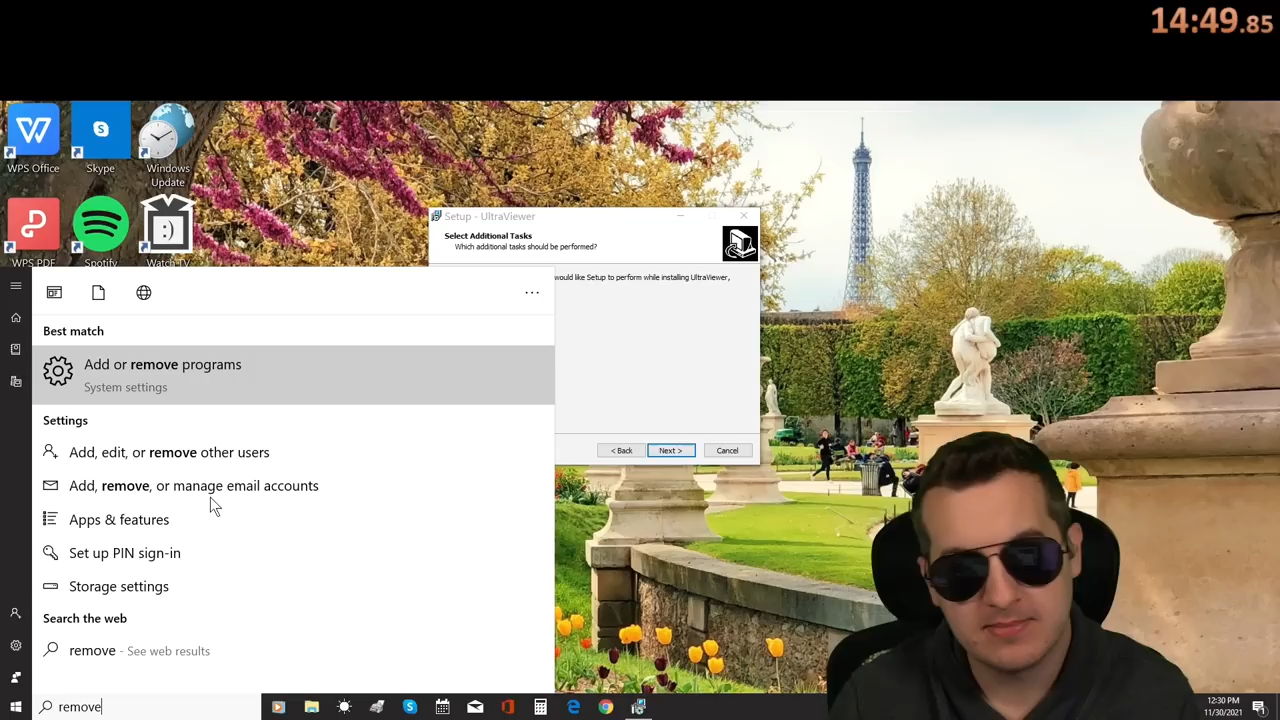 14:49.85
WPS Office
Skype
Windows
Update
WPS PDF
Spotify
Watch TV
Setup - UltraViewer
Select Additional Tasks
Which additional tasks should be performed?
would like Setup to perform while installing UltraViewer,
< Back
Next >
Cancel
Best match
Add or remove programs
System settings
Settings
Add, edit, or remove other users
Add, remove, or manage email accounts
Apps & features
Set up PIN sign-in
Storage settings
Search the web
remove - See web results
remove
12:30 PM
11/30/2021